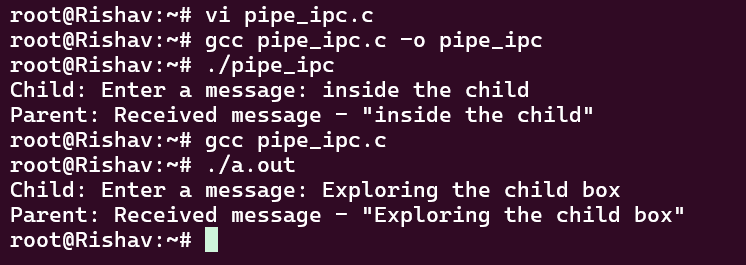 root@Rishav:~# vi pipe_ipc.c
root@Rishav:~# gcc pipe_ipc.c -o pipe_ipc
root@Rishav:~# ./pipe_ipc
Child: Enter a message: inside the child
Parent: Received message - "inside the child"
root@Rishav:~# gcc pipe_ipc.c
root@Rishav:~# ./a.out
Child: Enter a message: Exploring the child box
Parent: Received message - "Exploring the child box"
root@Rishav:~#